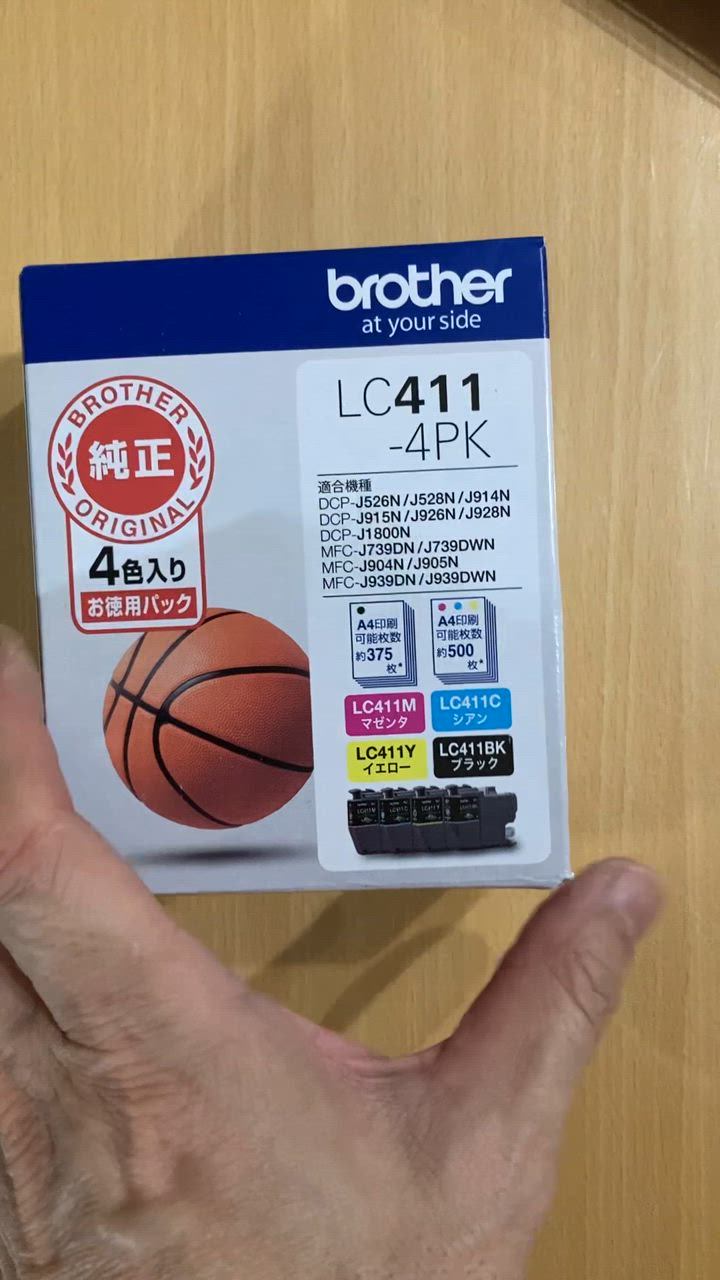 brother
at your side
BROTHER
純正
ORIGINAL
4色入り
お徳用パック
LC411
-4PK
適合機種
DCP-J526N/J528N/J914N
DCP-J915N/J926N/J928N
DCP-J1800N
MFC-J739DN/J739DWN
MFC-J904N/J905N
MFC-J939DN/J939DWN
A4印刷
可能枚数
約375
枚*
A4印刷
可能枚数
約500
枚*
LC411M
マゼンタ
LC411C
シアン
LC411Y
イエロー
LC411BK
ブラック